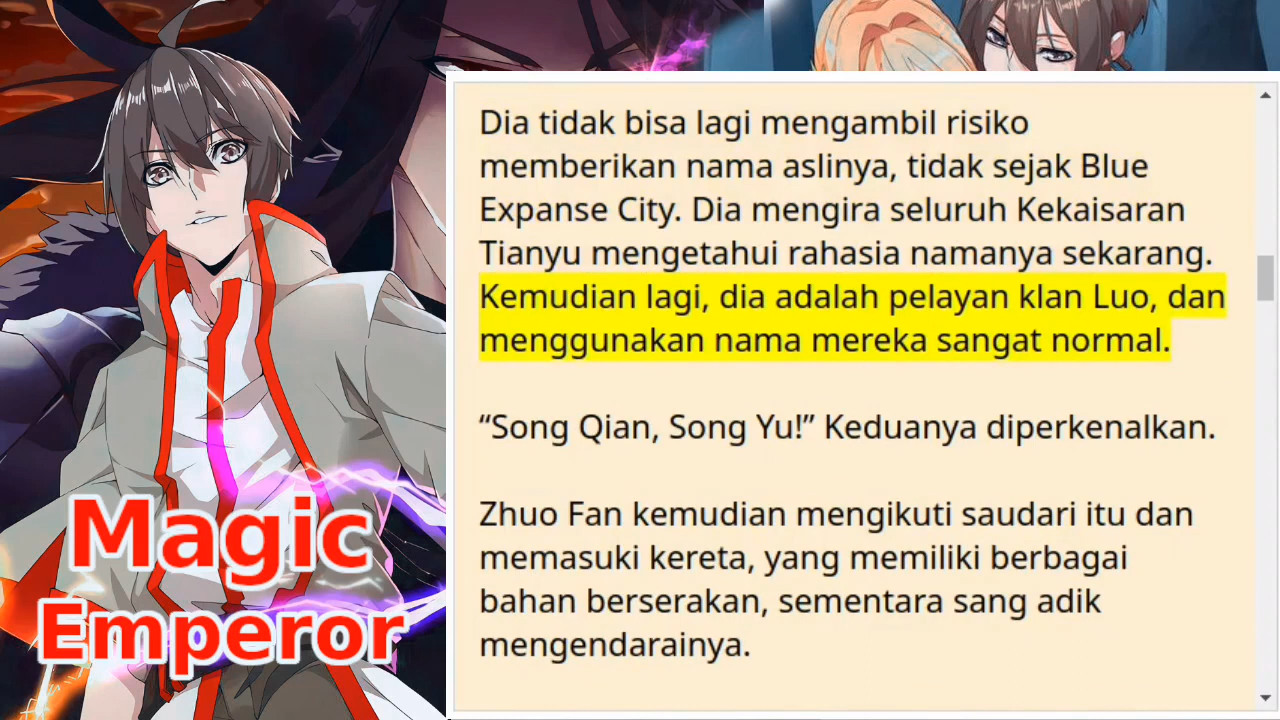 Magic
Emperor
Dia tidak bisa lagi mengambil risiko
memberikan nama aslinya, tidak sejak Blue
Expanse City. Dia mengira seluruh Kekaisaran
Tianyu mengetahui rahasia namanya sekarang.
Kemudian lagi, dia adalah pelayan klan Luo, dan
menggunakan nama mereka sangat normal.
“Song Qian, Song Yu!” Keduanya diperkenalkan.
Zhuo Fan kemudian mengikuti saudari itu dan
memasuki kereta, yang memiliki berbagai
bahan berserakan, sementara sang adik
mengendarainya.